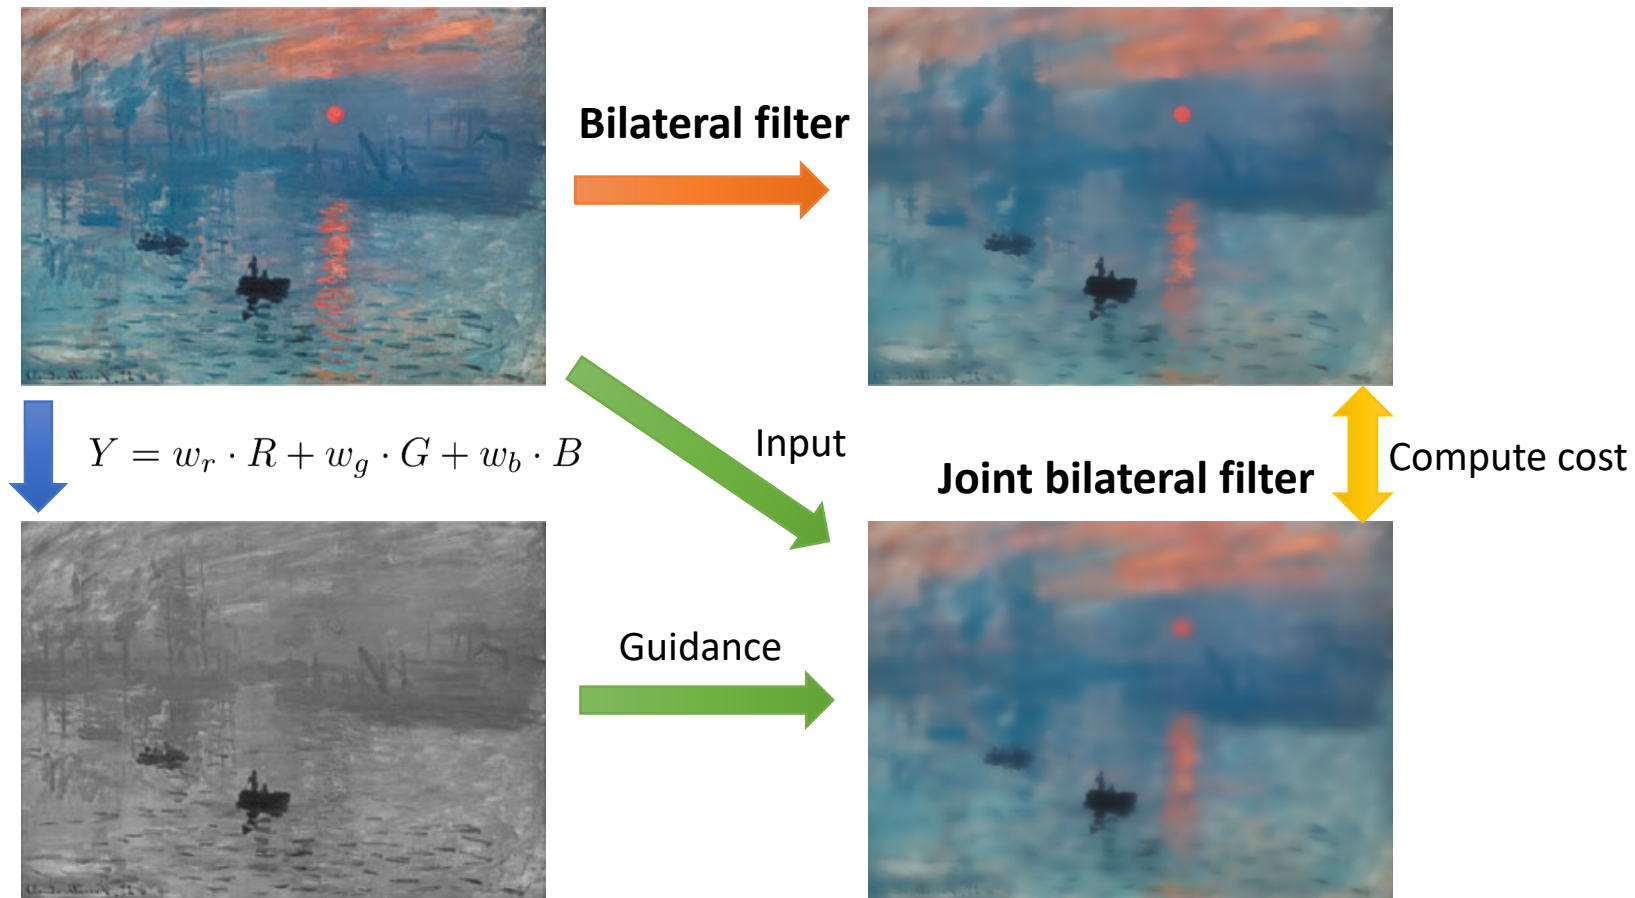 Bilateral filter
Y = w_r · R + w_g · G + w_b · B
Input
Joint bilateral filter
Compute cost
Guidance